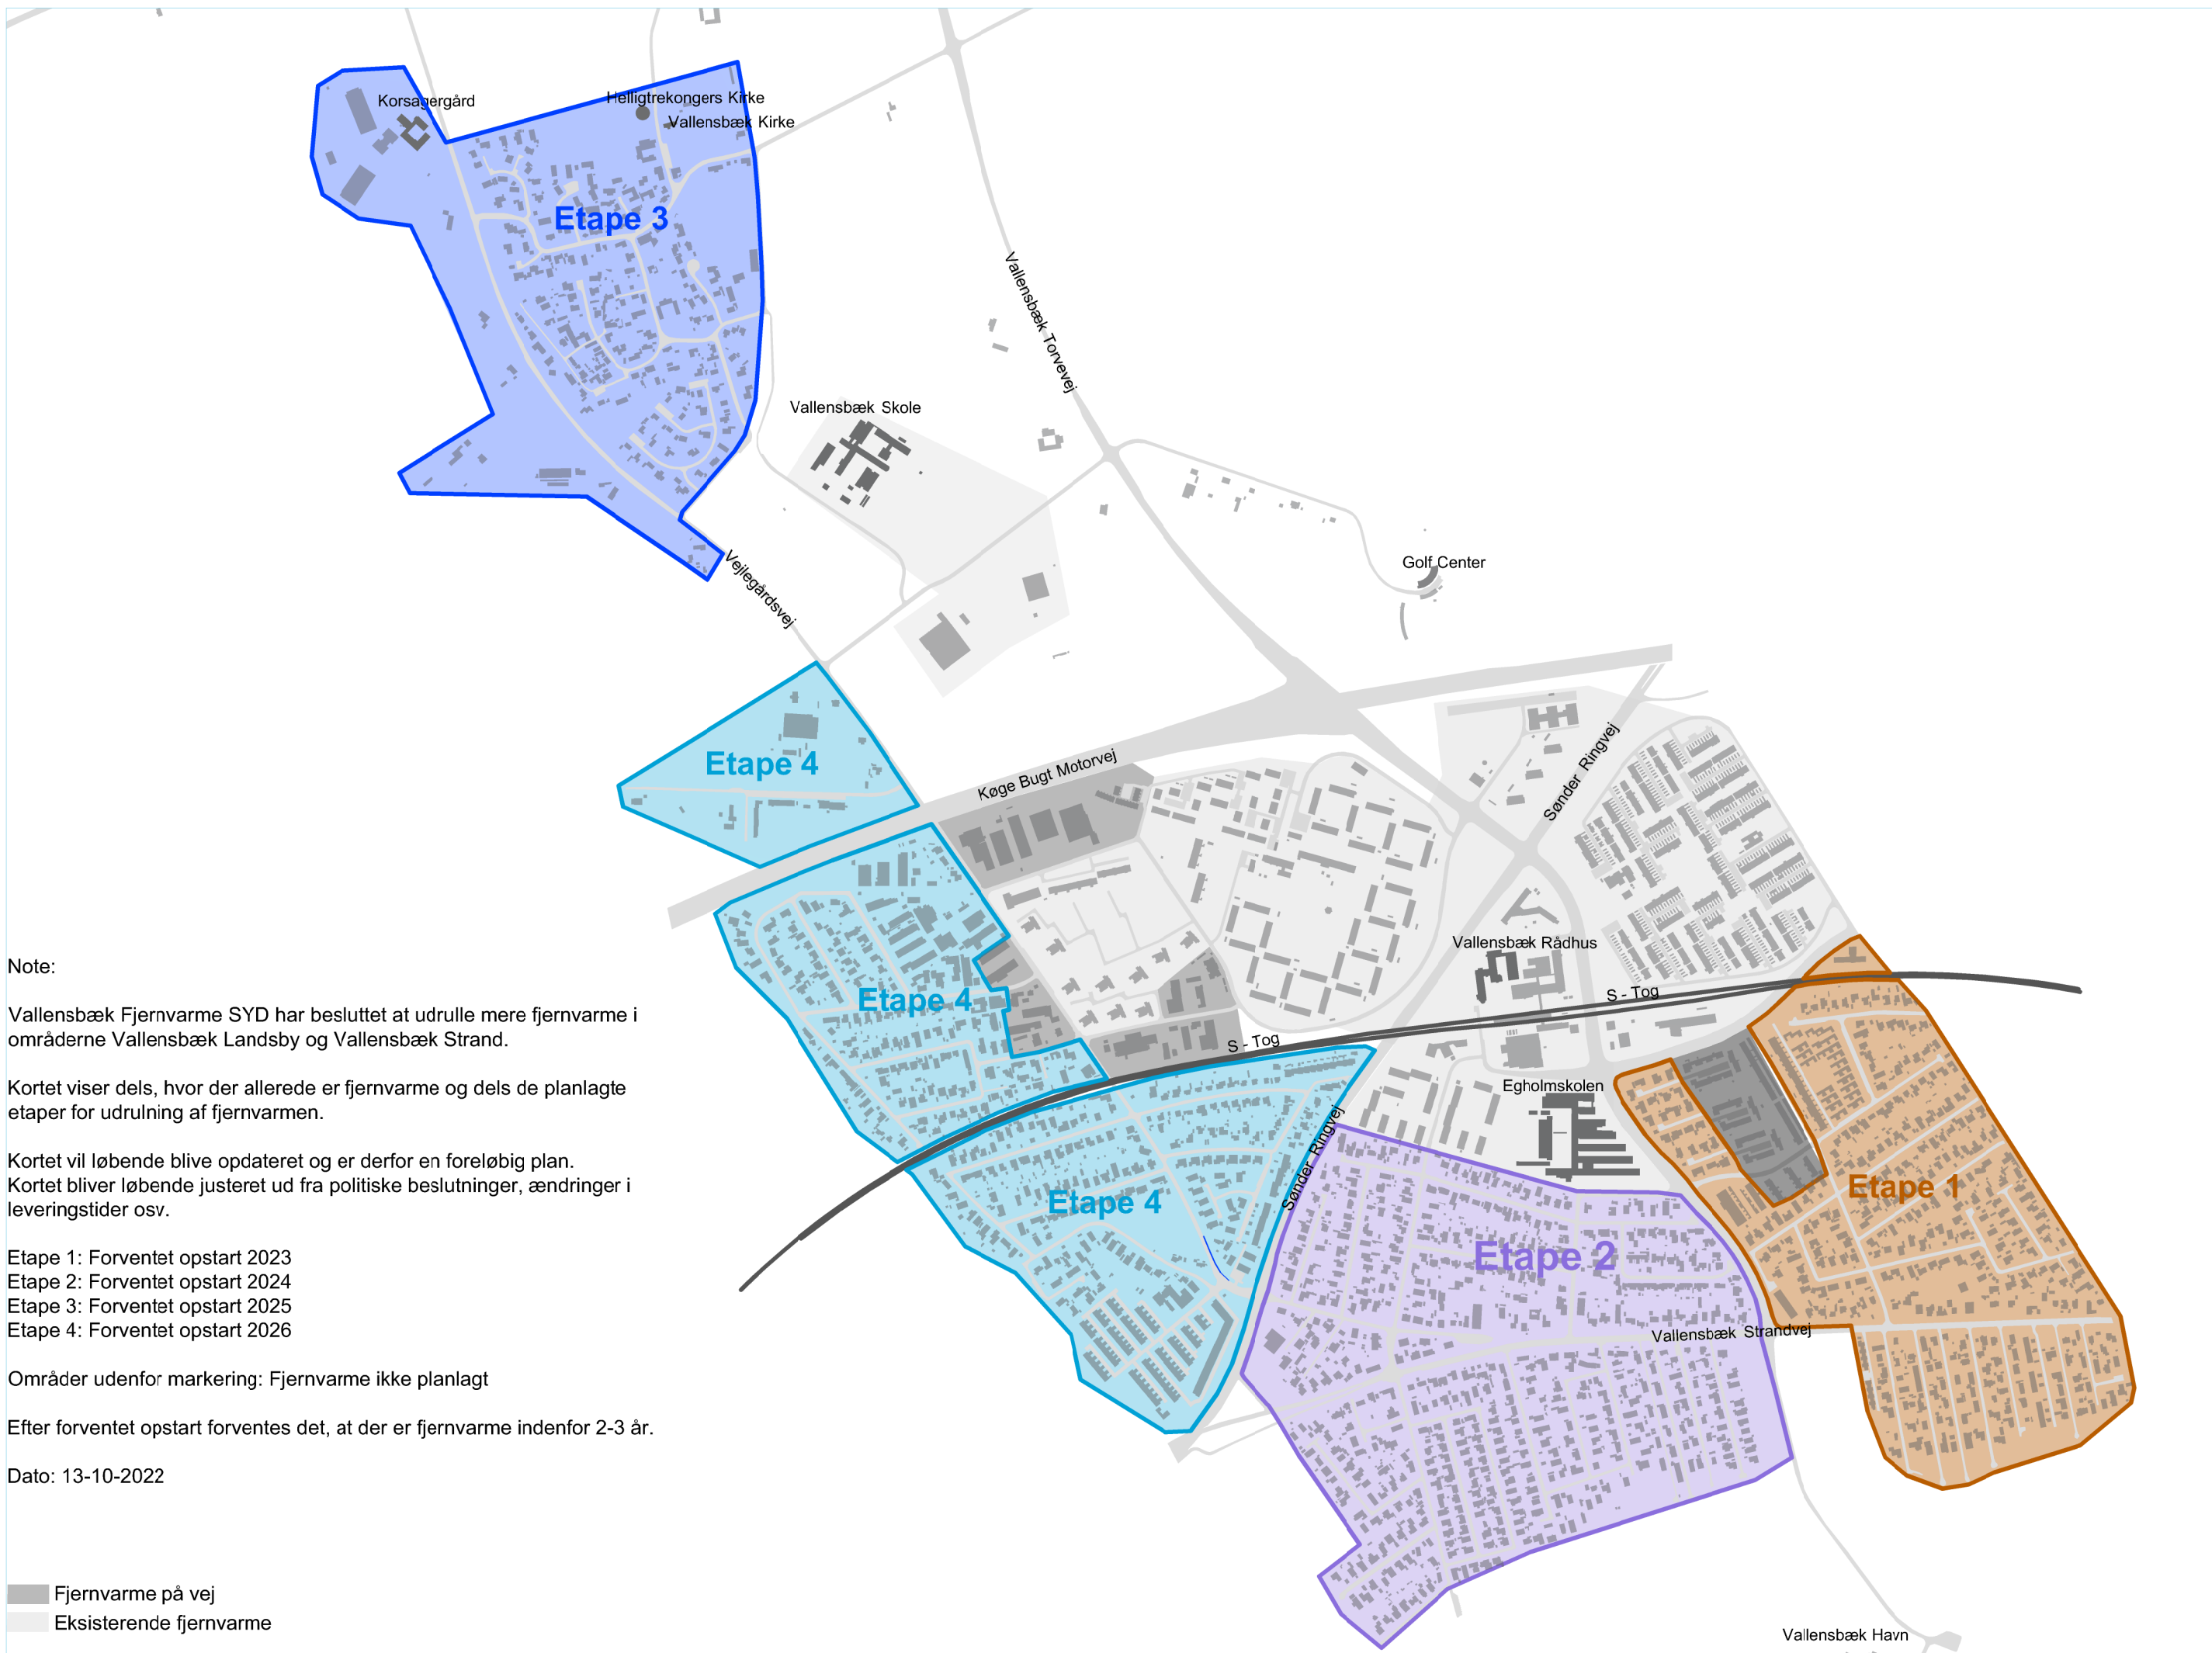 Korsagergård
Helligtrekongers Kirke
Vallensbæk Kirke
Etape 3
Vallensbæk Torvevej
Vallensbæk Skole
Golf Center
Vejlegårdsvej
Etape 4
Køge Bugt Motorvej
Sønder Ringvej
Vallensbæk Rådhus
Etape 4
S - Tog
S - Tog
Egholmskolen
Etape 4
Sønder Ringvej
Etape 1
Etape 2
Vallensbæk Strandvej
Vallensbæk Havn
Note:
Vallensbæk Fjernvarme SYD har besluttet at udrulle mere fjernvarme i
områderne Vallensbæk Landsby og Vallensbæk Strand.
Kortet viser dels, hvor der allerede er fjernvarme og dels de planlagte
etaper for udrulning af fjernvarmen.
Kortet vil løbende blive opdateret og er derfor en foreløbig plan.
Kortet bliver løbende justeret ud fra politiske beslutninger, ændringer i
leveringstider osv.
Etape 1: Forventet opstart 2023
Etape 2: Forventet opstart 2024
Etape 3: Forventet opstart 2025
Etape 4: Forventet opstart 2026
Områder udenfor markering: Fjernvarme ikke planlagt
Efter forventet opstart forventes det, at der er fjernvarme indenfor 2-3 år.
Dato: 13-10-2022
Fjernvarme på vej
Eksisterende fjernvarme